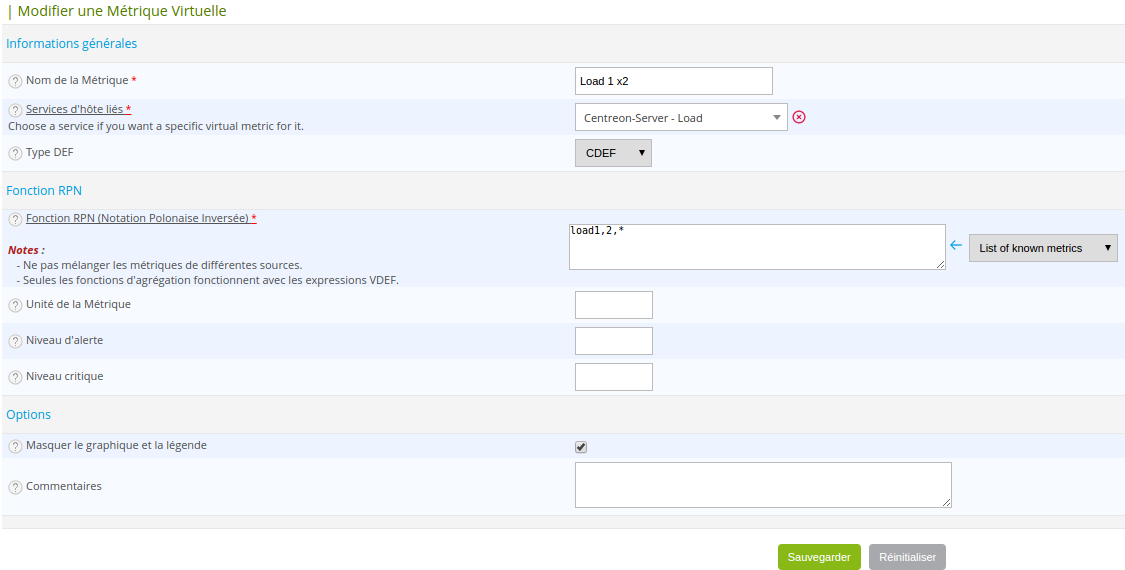 Modifier une Métrique Virtuelle
Informations générales
? Nom de la Métrique * Load 1 x2
? Services d'hôte liés * Centreon-Server - Load
Choose a service if you want a specific virtual metric for it.
? Type DEF CDEF
Fonction RPN
? Fonction RPN (Notation Polonaise Inversée) * load1,2,* List of known metrics
Notes :
- Ne pas mélanger les métriques de différentes sources.
- Seules les fonctions d'agrégation fonctionnent avec les expressions VDEF.
? Unité de la Métrique
? Niveau d'alerte
? Niveau critique
Options
? Masquer le graphique et la légende
? Commentaires
Sauvegarder Réinitialiser